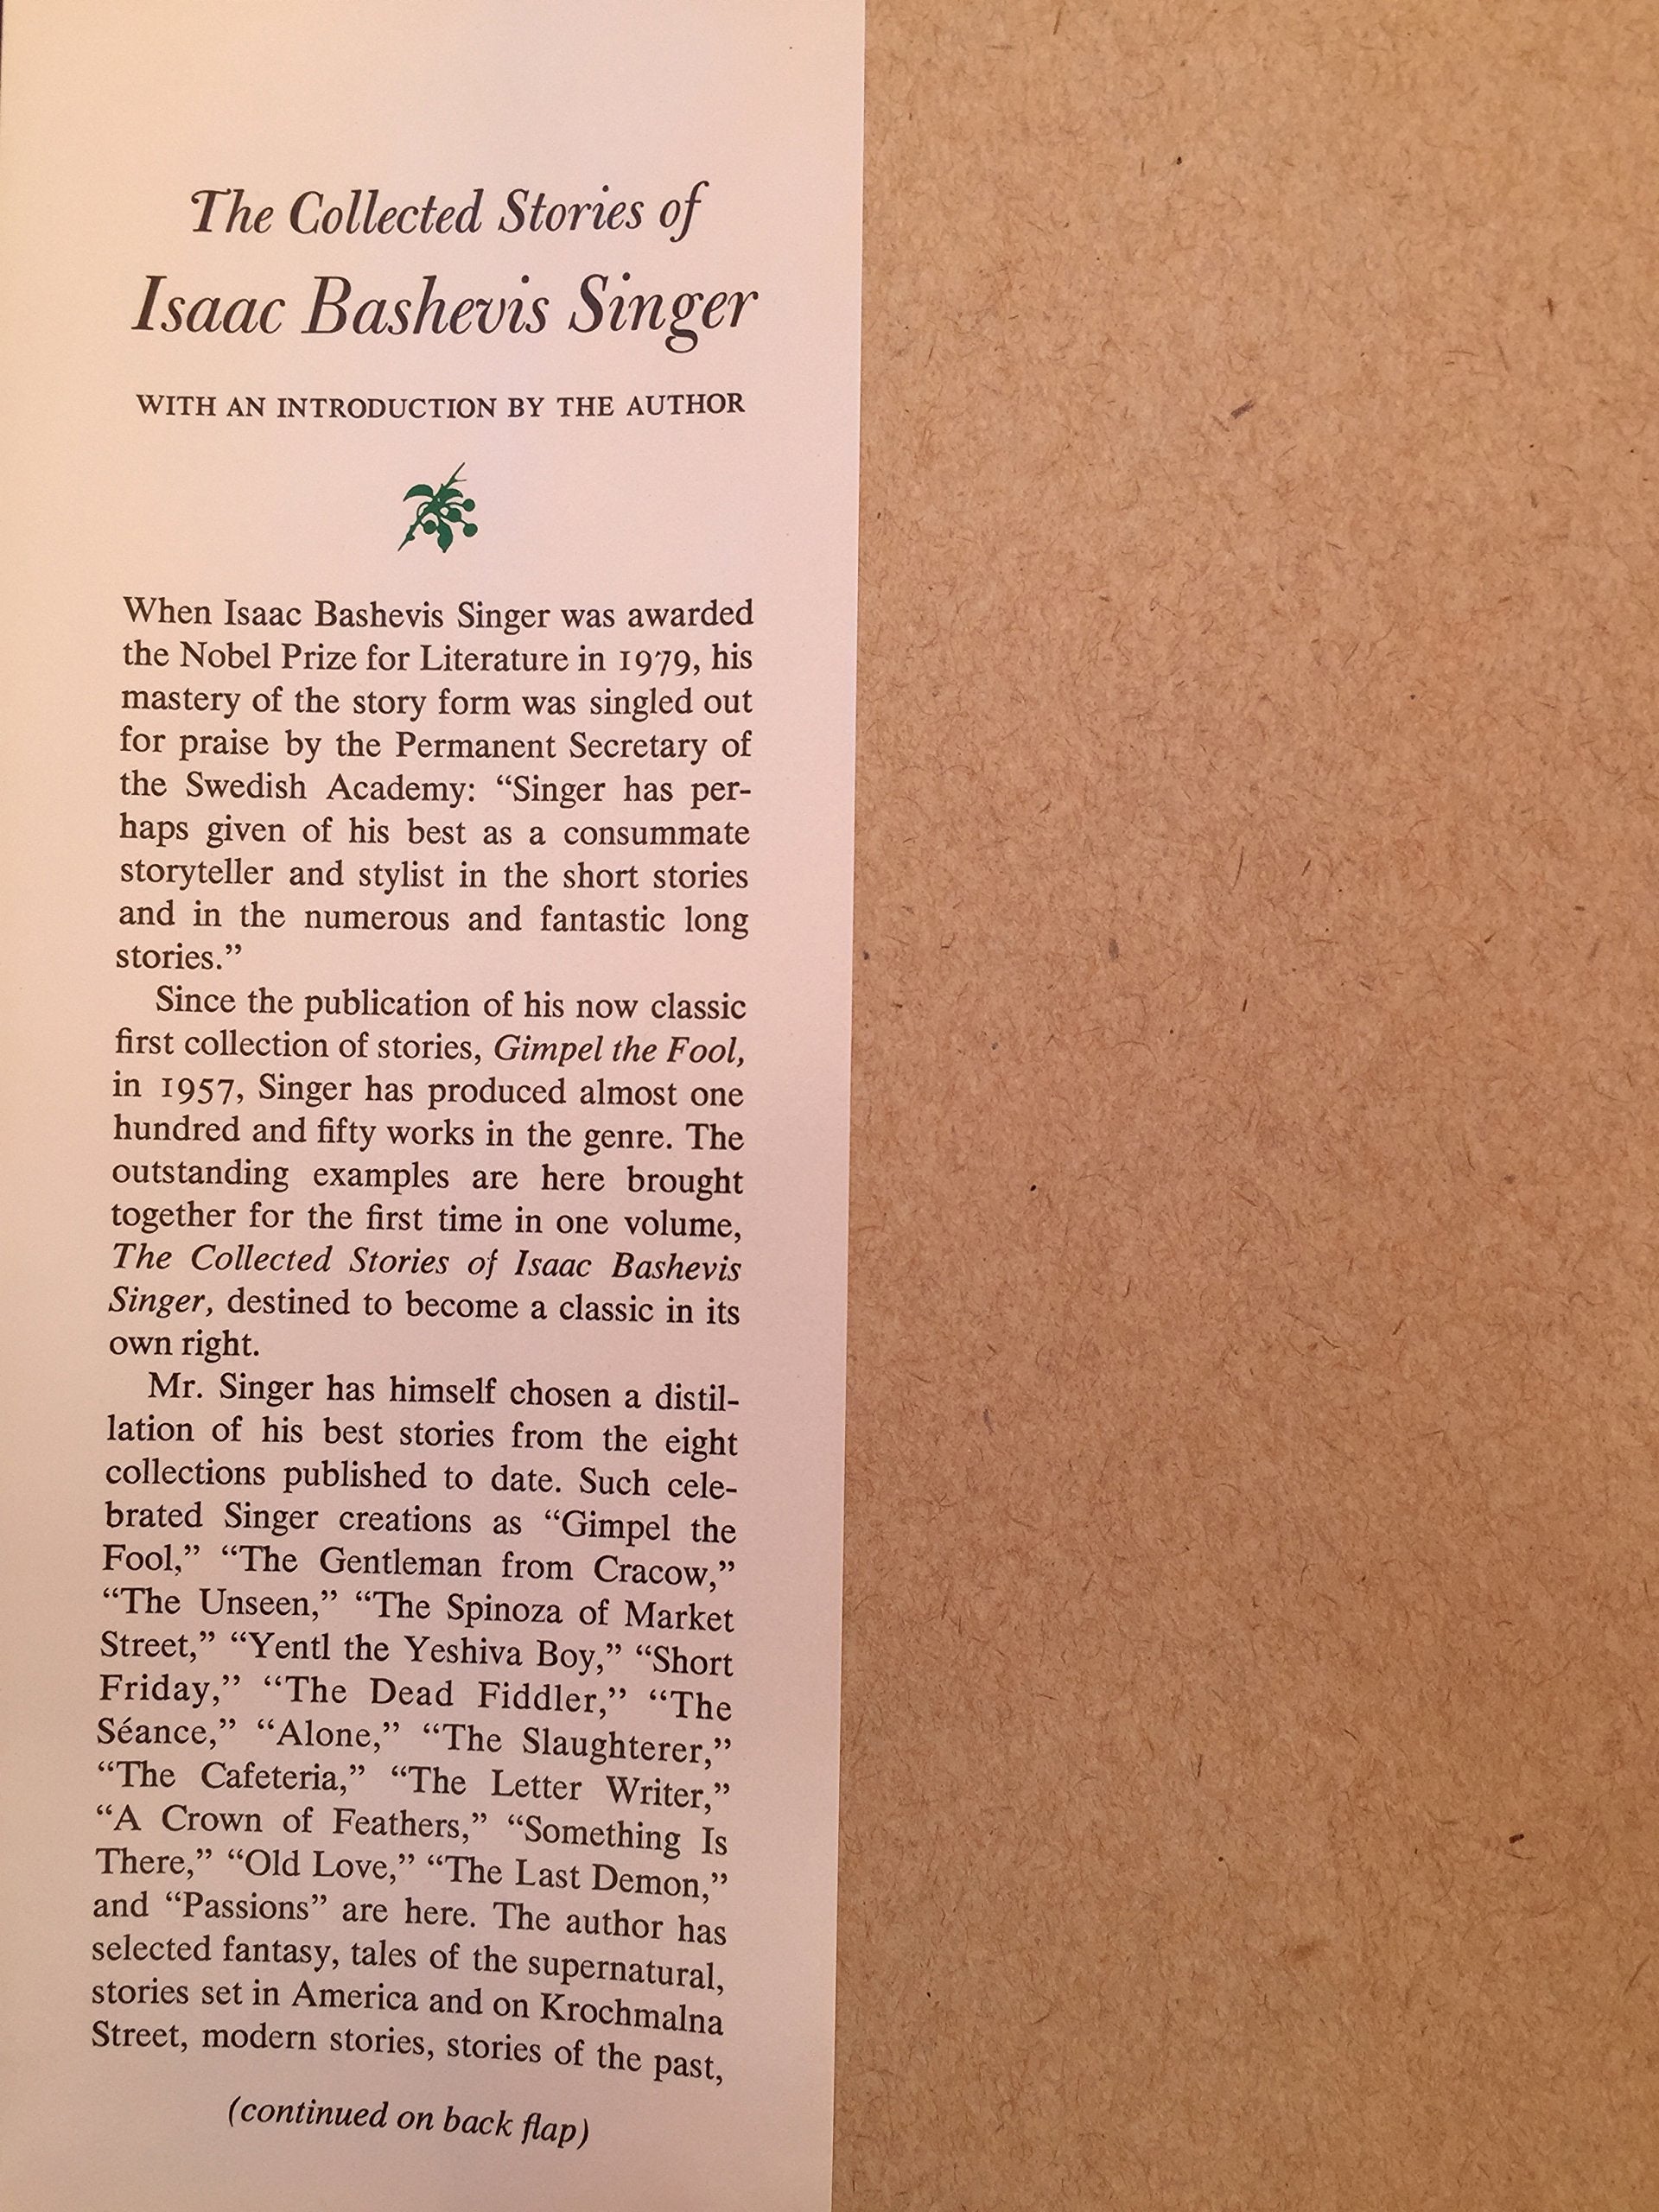 The Collected Stories of
Isaac Bashevis Singer
WITH AN INTRODUCTION BY THE AUTHOR
When Isaac Bashevis Singer was awarded
the Nobel Prize for Literature in 1979, his
mastery of the story form was singled out
for praise by the Permanent Secretary of
the Swedish Academy: “Singer has per-
haps given of his best as a consummate
storyteller and stylist in the short stories
and in the numerous and fantastic long
stories.”
Since the publication of his now classic
first collection of stories, Gimpel the Fool,
in 1957, Singer has produced almost one
hundred and fifty works in the genre. The
outstanding examples are here brought
together for the first time in one volume,
The Collected Stories of Isaac Bashevis
Singer, destined to become a classic in its
own right.
Mr. Singer has himself chosen a distil-
lation of his best stories from the eight
collections published to date. Such cele-
brated Singer creations as “Gimpel the
Fool,” “The Gentleman from Cracow,”
“The Unseen,” “The Spinoza of Market
Street,” “Yentl the Yeshiva Boy,” “Short
Friday,” “The Dead Fiddler,” “The
Séance,” “Alone,” “The Slaughterer,”
“The Cafeteria,” “The Letter Writer,”
“A Crown of Feathers,” “Something Is
There,” “Old Love,” “The Last Demon,”
and “Passions” are here. The author has
selected fantasy, tales of the supernatural,
stories set in America and on Krochmalna
Street, modern stories, stories of the past,
(continued on back flap)